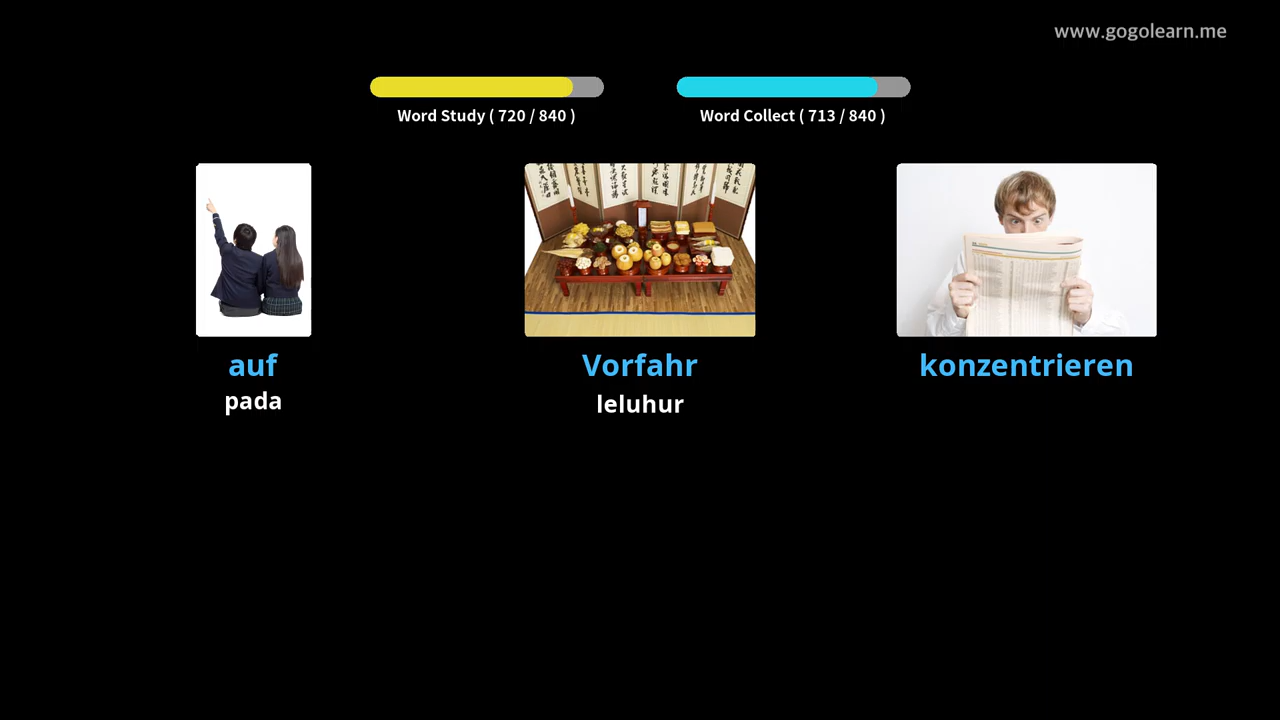 www.gogolearn.me
Word Study ( 720 / 840 )
Word Collect ( 713 / 840 )
auf
pada
Vorfahr
leluhur
konzentrieren